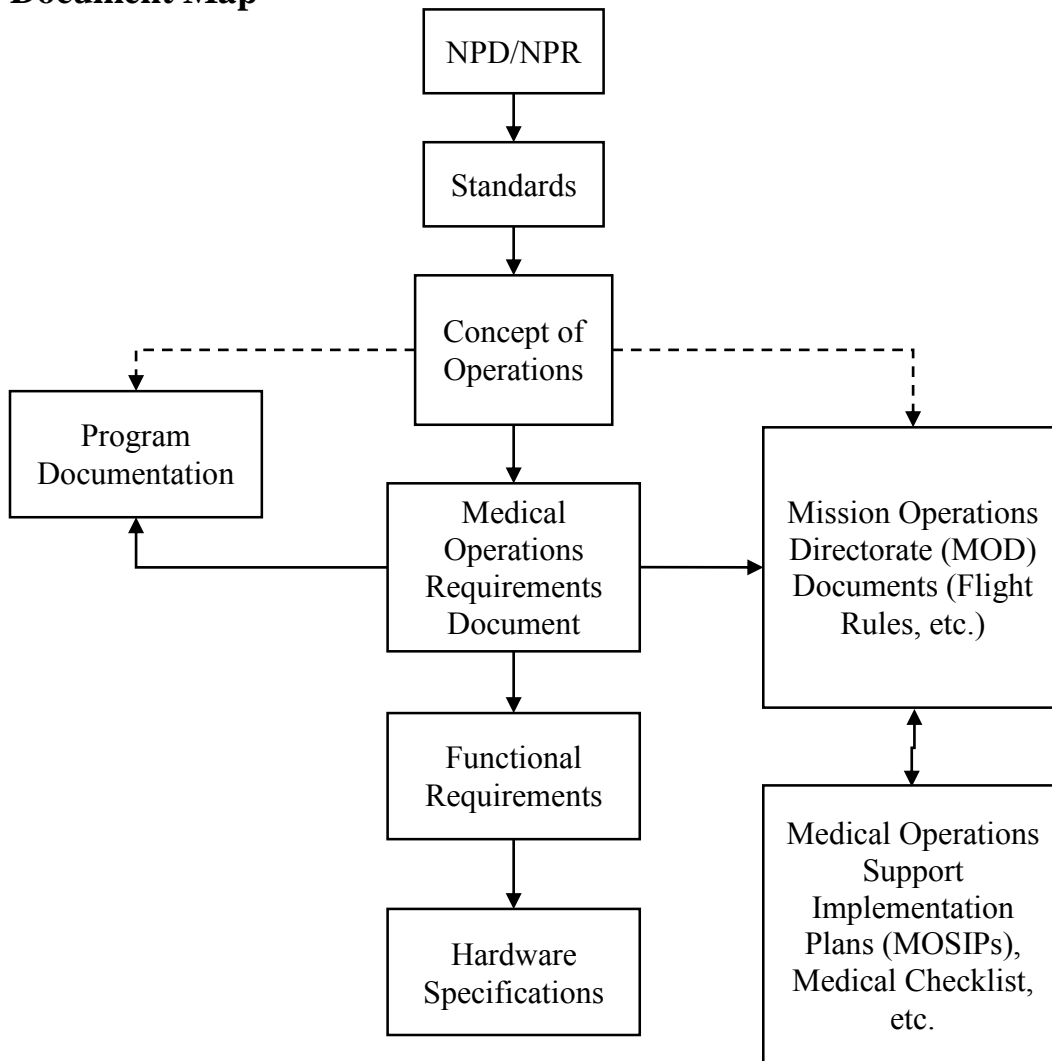 Document Map
NPD/NPR
Standards
Concept of
Operations
Program
Documentation
Medical
Operations
Requirements
Document
Mission Operations
Directorate (MOD)
Documents (Flight
Rules, etc.)
Functional
Requirements
Medical Operations
Support
Implementation
Plans (MOSIPs),
Medical Checklist,
etc.
Hardware
Specifications